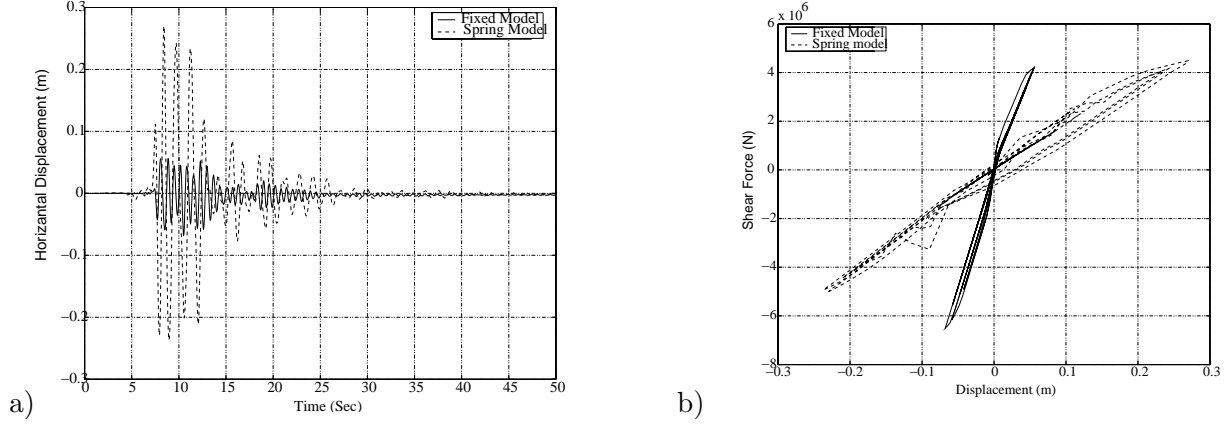 0.3
0.2
0.1
0
−0.1
−0.2
−0.3
Horizantal Displacement (m)
Fixed Model
Spring Model
0 5 10 15 20 25 30 35 40 45 50
Time (Sec)
a)
x 10^6
6
4
2
0
−2
−4
−6
−8
Shear Force (N)
Fixed Model
Spring model
−0.3 −0.2 −0.1 0 0.1 0.2 0.3
Displacement (m)
b)